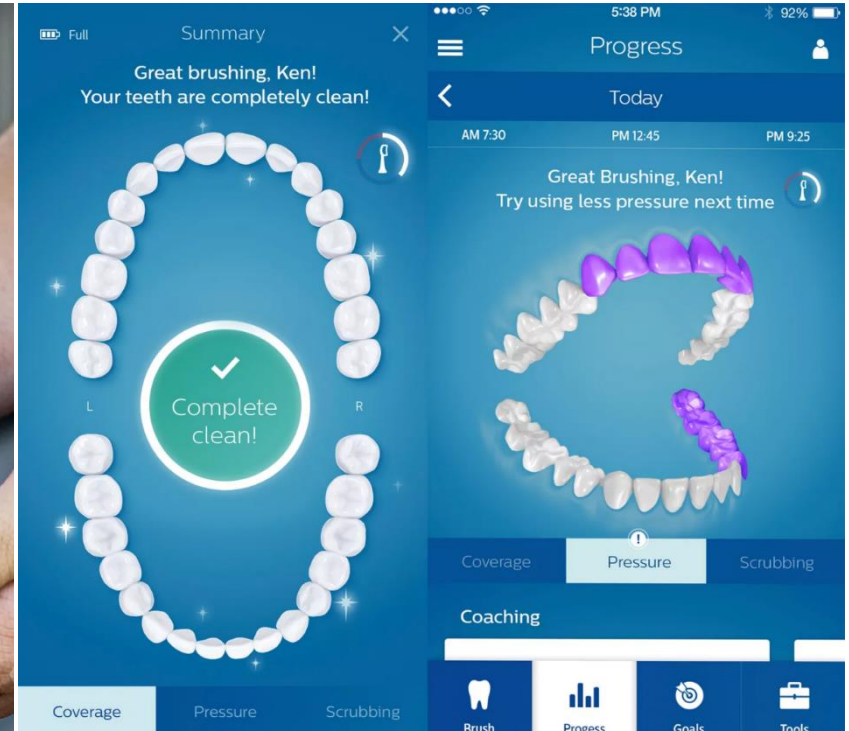 Full
Summary
Great brushing, Ken!
Your teeth are completely clean!
L
R
Complete
clean!
Coverage
Pressure
Scrubbing
5:38 PM
92%
Progress
Today
AM 7:30
PM 12:45
PM 9:25
Great Brushing, Ken!
Try using less pressure next time
!
Coverage
Pressure
Scrubbing
Coaching
Brush
Progess
Goals
Tools